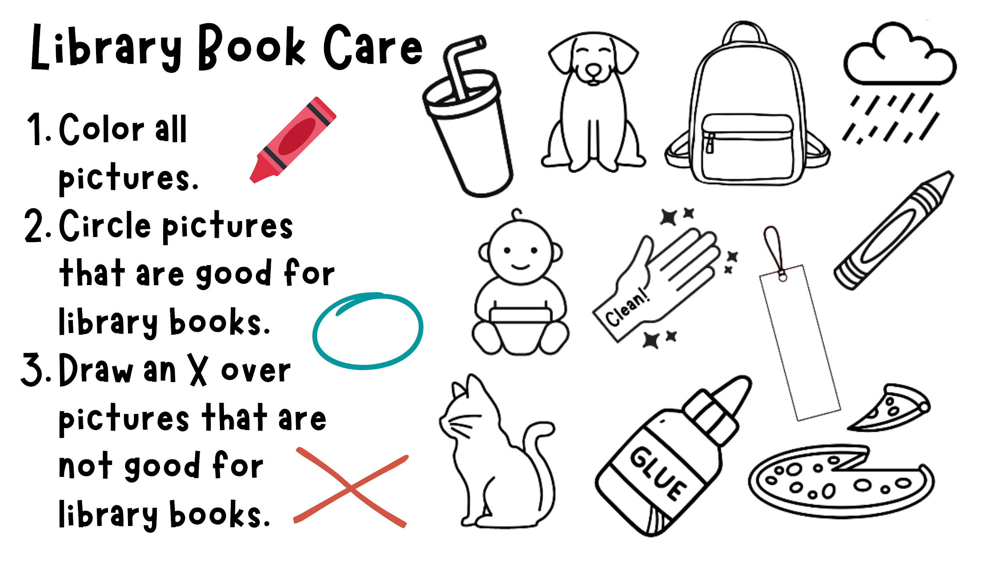 Library Book Care
1. Color all
pictures.
2. Circle pictures
that are good for
library books.
3. Draw an X over
pictures that are
not good for
library books.
Clean!
GLUE